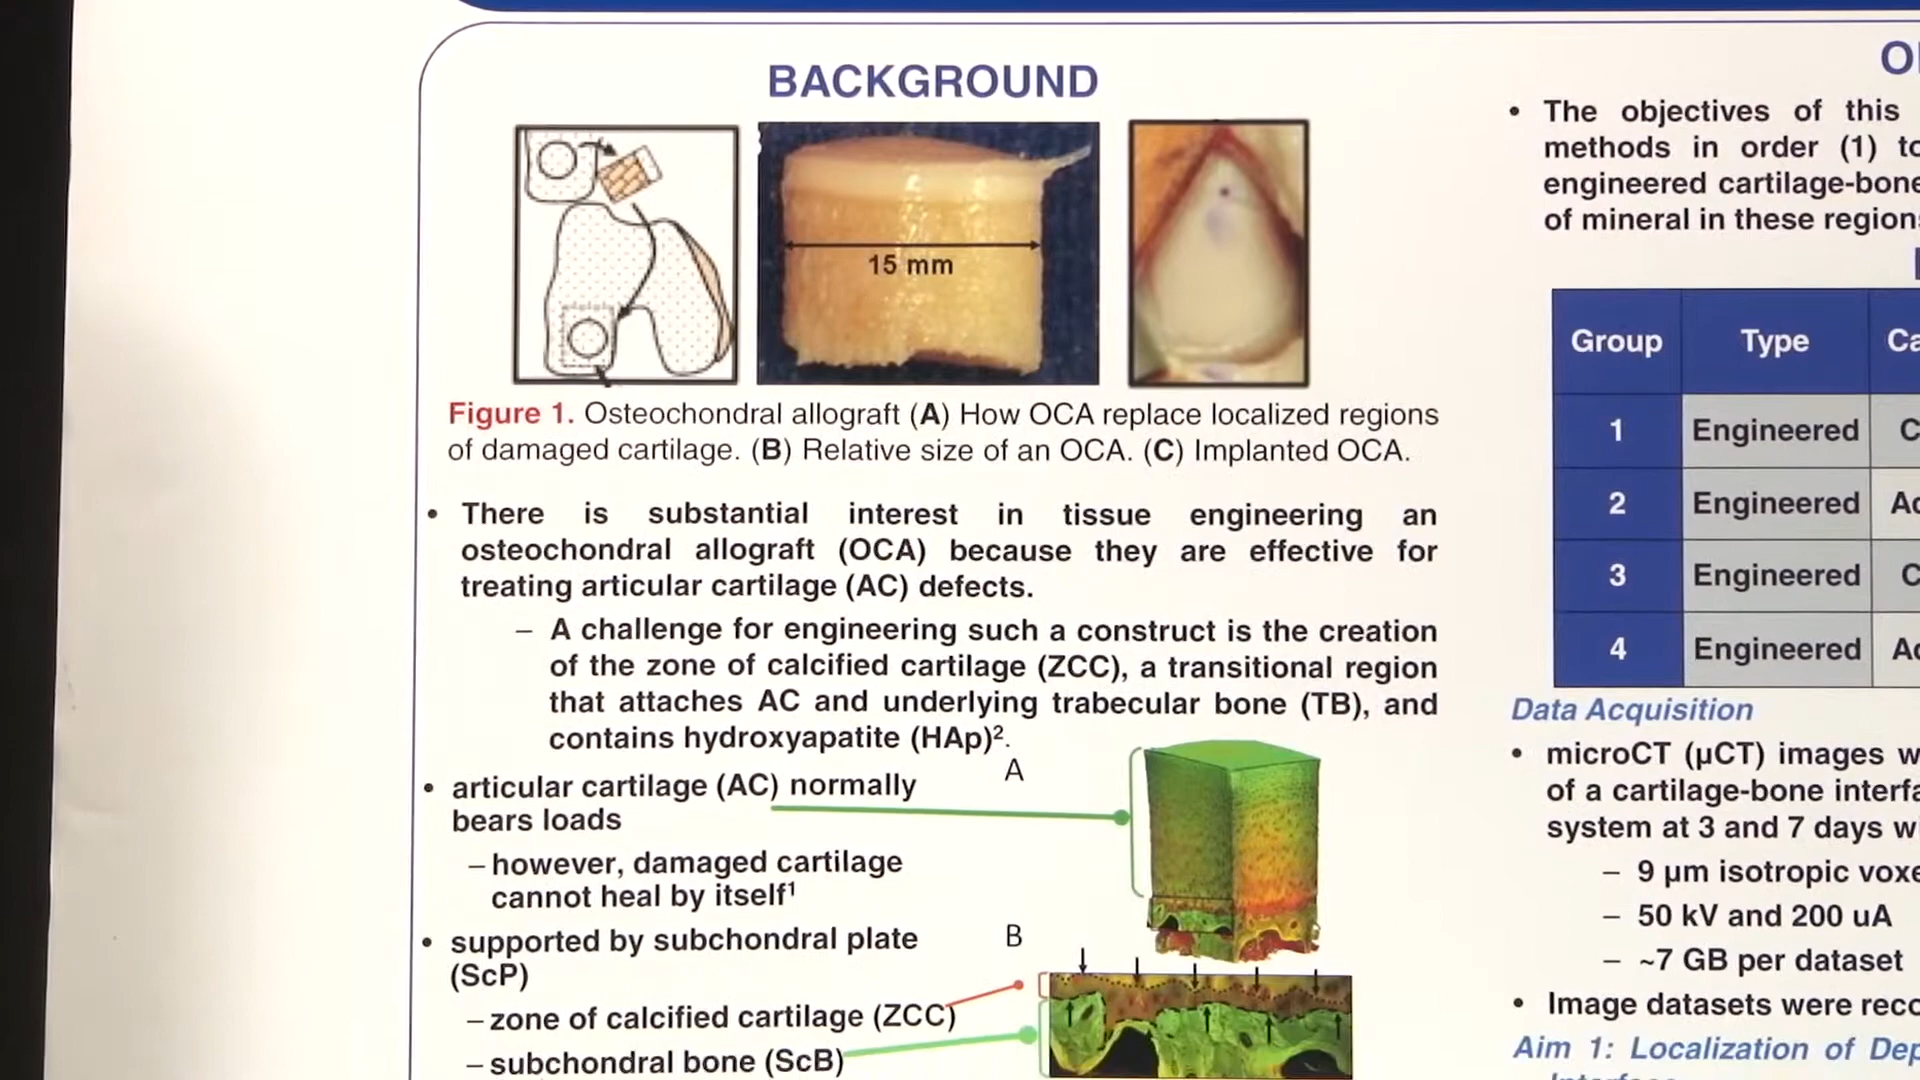 BACKGROUND
15 mm
Figure 1. Osteochondral allograft (A) How OCA replace localized regions
of damaged cartilage. (B) Relative size of an OCA. (C) Implanted OCA.
• There is substantial interest in tissue engineering an
osteochondral allograft (OCA) because they are effective for
treating articular cartilage (AC) defects.
– A challenge for engineering such a construct is the creation
of the zone of calcified cartilage (ZCC), a transitional region
that attaches AC and underlying trabecular bone (TB), and
contains hydroxyapatite (HAp)².
A
• articular cartilage (AC) normally
bears loads
– however, damaged cartilage
cannot heal by itself¹
B
• supported by subchondral plate
(ScP)
– zone of calcified cartilage (ZCC)
– subchondral bone (ScB)
• The objectives of this
methods in order (1) to
engineered cartilage-bone
of mineral in these regions
Group Type
1 Engineered
2 Engineered
3 Engineered
4 Engineered
Data Acquisition
• microCT (µCT) images
of a cartilage-bone
system at 3 and 7 days
– 9 µm isotropic
– 50 kV and 200 uA
– ~7 GB per dataset
• Image datasets were
Aim 1: Localization of